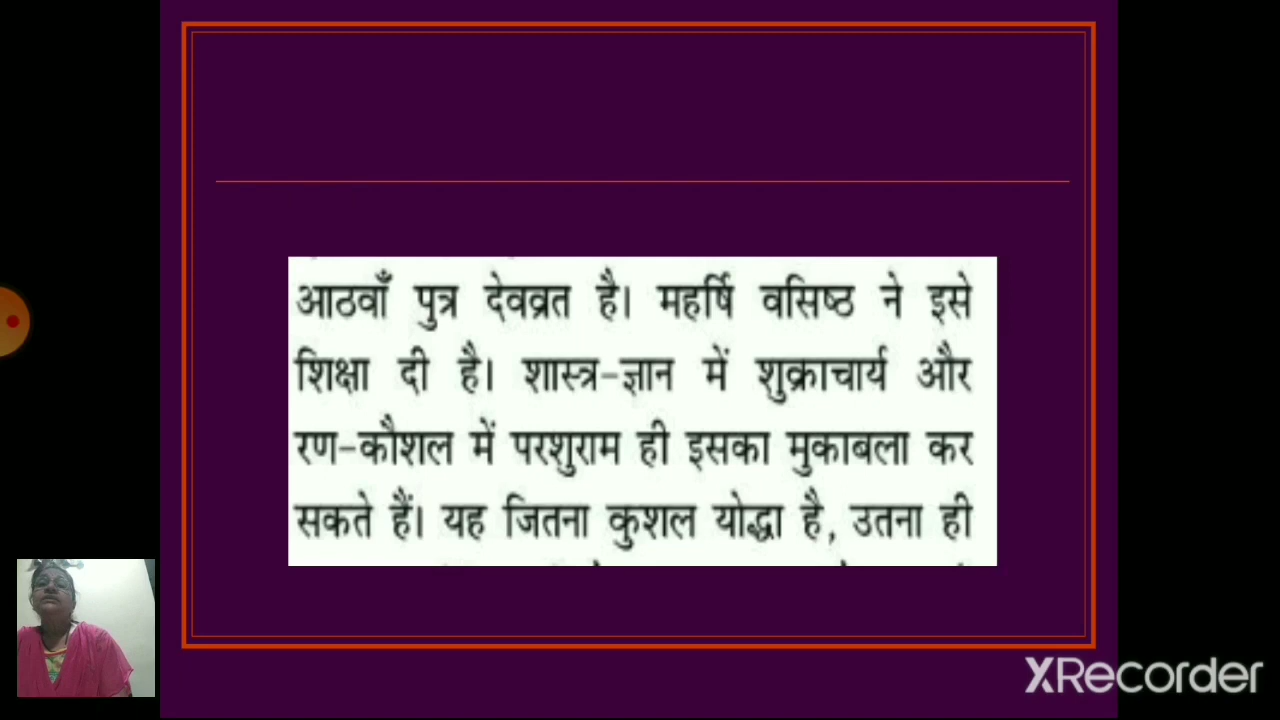 आठवाँ पुत्र देवव्रत है। महर्षि वसिष्ठ ने इसे
शिक्षा दी है। शास्त्र-ज्ञान में शुक्राचार्य और
रण-कौशल में परशुराम ही इसका मुकाबला कर
सकते हैं। यह जितना कुशल योद्धा है, उतना ही
XRecorder